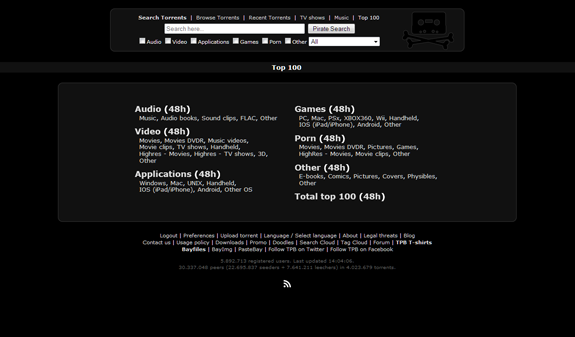 Search Torrents | Browse Torrents | Recent Torrents | TV shows | Music | Top 100
Search here... Pirate Search
Audio Video Applications Games Porn Other All
Top 100
Audio (48h)
Music, Audio books, Sound clips, FLAC, Other
Video (48h)
Movies, Movies DVDR, Music videos,
Movie clips, TV shows, Handheld,
Highres - Movies, Highres - TV shows, 3D,
Other
Applications (48h)
Windows, Mac, UNIX, Handheld,
IOS (iPad/iPhone), Android, Other OS
Games (48h)
PC, Mac, PSx, XBOX360, Wii, Handheld,
IOS (iPad/iPhone), Android, Other
Porn (48h)
Movies, Movies DVDR, Pictures, Games,
HighRes - Movies, Movie clips, Other
Other (48h)
E-books, Comics, Pictures, Covers, Physibles,
Other
Total top 100 (48h)
Logout | Preferences | Upload torrent | Language / Select language | About | Legal threats | Blog
Contact us | Usage policy | Downloads | Promo | Doodles | Search Cloud | Tag Cloud | Forum | TPB T-shirts
Bayfiles | BayImg | PasteBay | Follow TPB on Twitter | Follow TPB on Facebook
5.892.713 registered users. Last updated 14:04:06.
30.337.048 peers (22.695.837 seeders + 7.641.211 leechers) in 4.023.679 torrents.